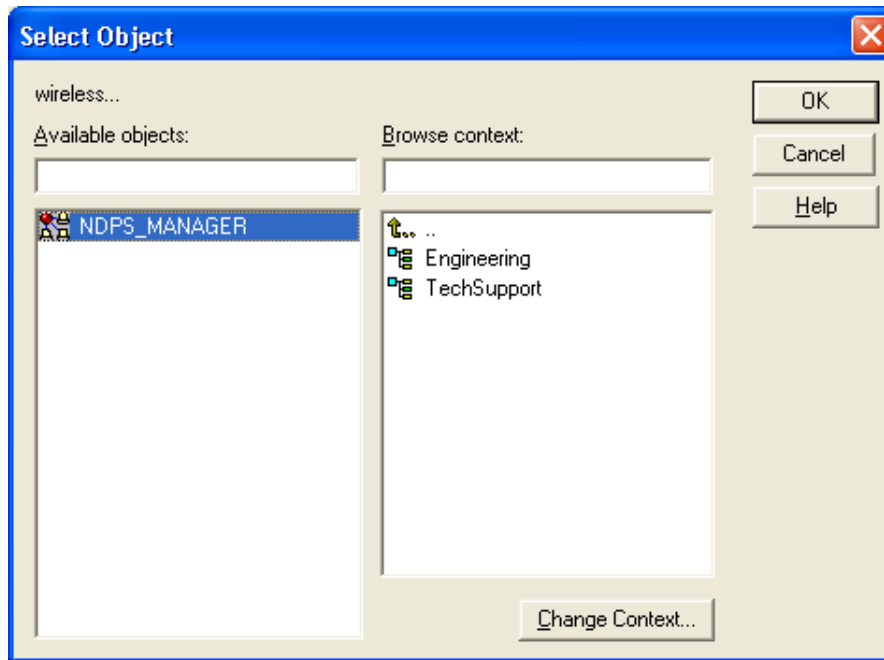 Select Object
wireless...
OK
Available objects:
Browse context:
Cancel
Help
NDPS_MANAGER
..
Engineering
TechSupport
Change Context...